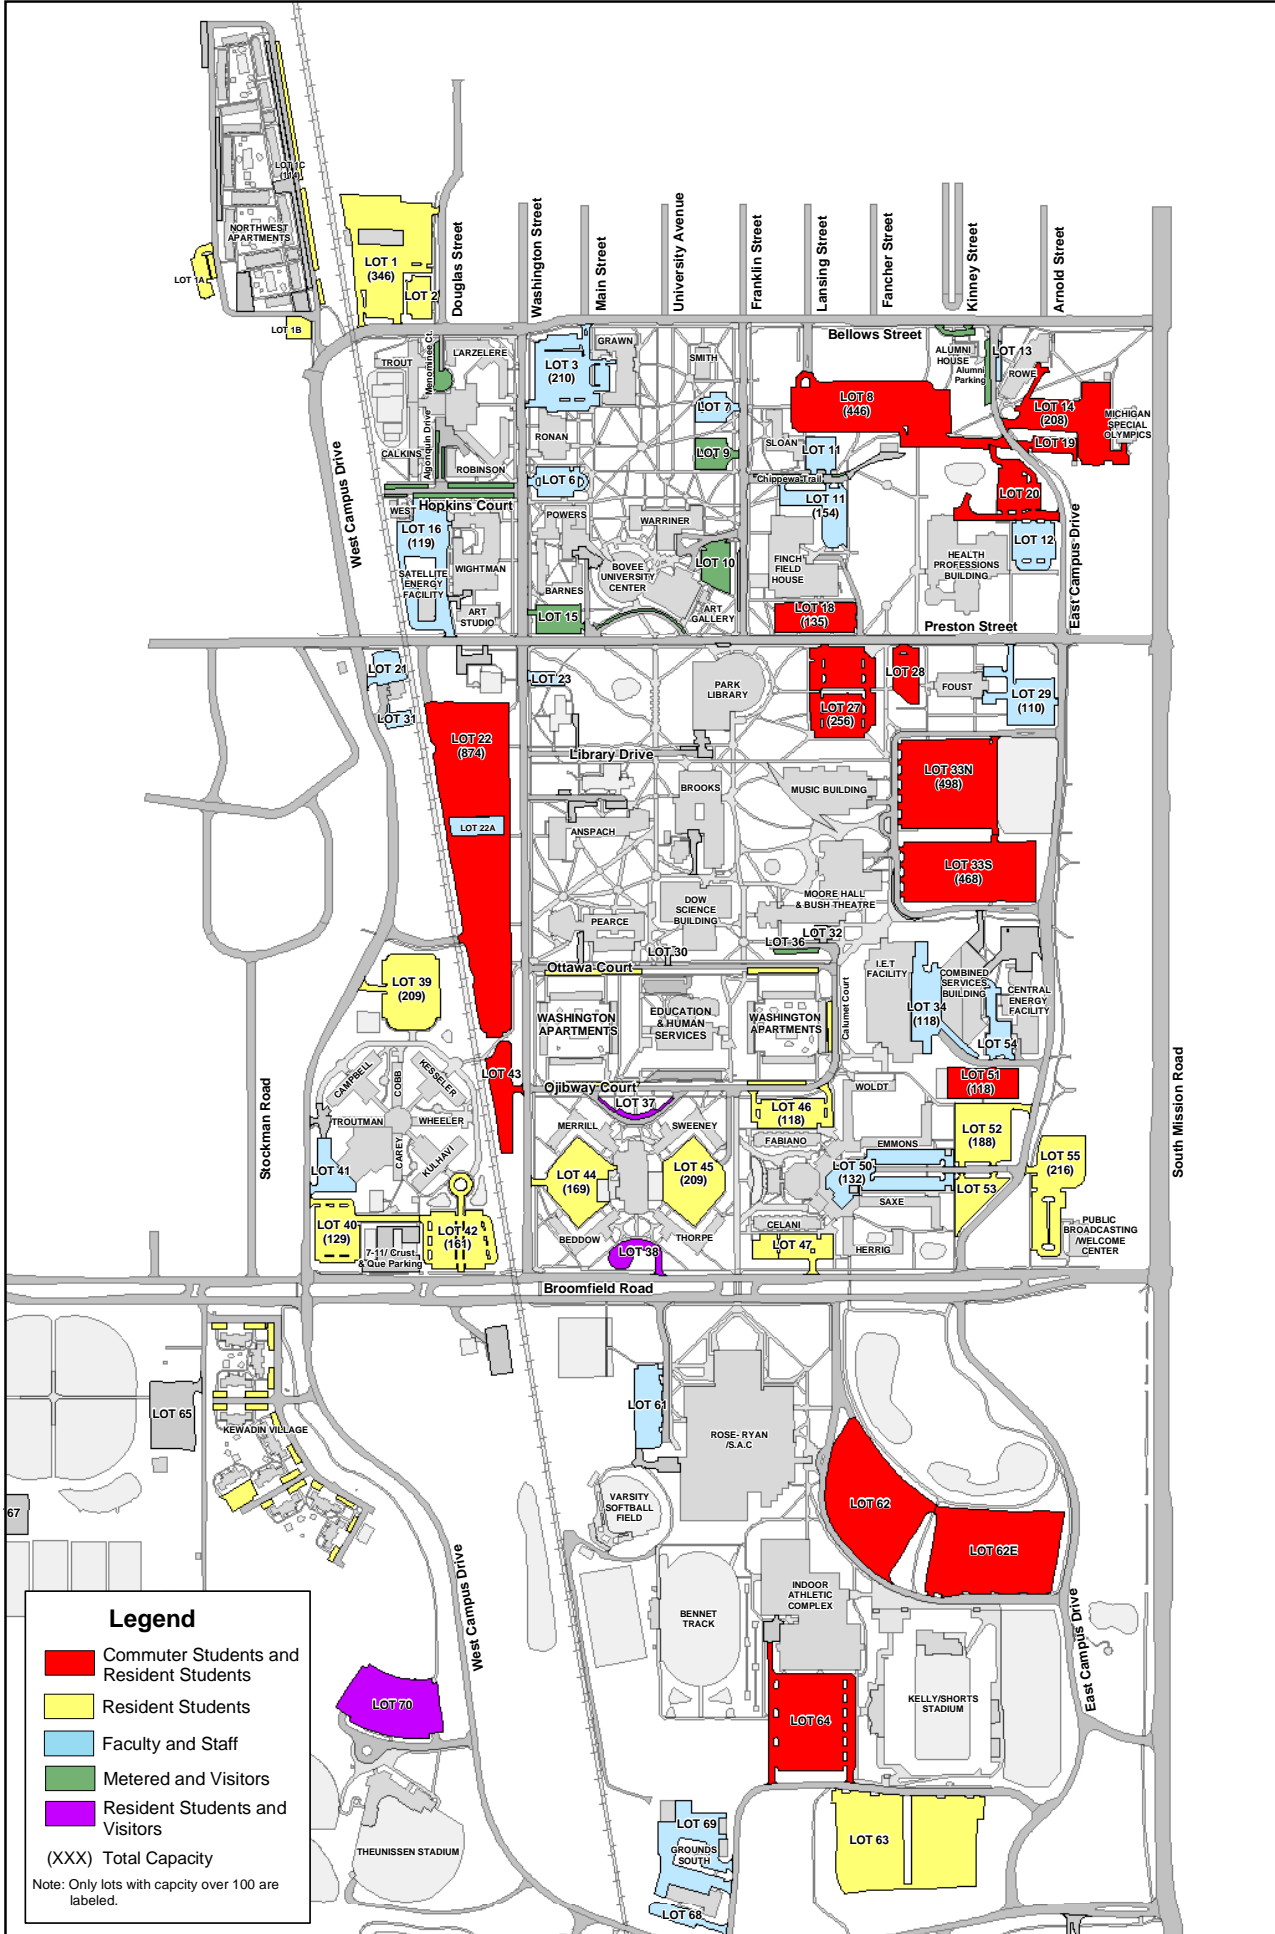 LOT 1C
(114)
NORTHWEST
APARTMENTS
LOT 1A
LOT 1B
LOT 1
(346)
LOT 2
Douglas Street
Washington Street
Main Street
University Avenue
Franklin Street
Lansing Street
Fancher Street
Kinney Street
Arnold Street
Bellows Street
TROUT
Menominee Ct.
LARZELERE
LOT 3
(210)
GRAWN
SMITH
ALUMNI
HOUSE
Alumni
Parking
LOT 13
ROWE
LOT 7
LOT 8
(446)
LOT 14
(208)
MICHIGAN
SPECIAL
OLYMPICS
LOT 19
CALKINS
Algonquin Drive
ROBINSON
RONAN
LOT 9
SLOAN
LOT 11
West Campus Drive
LOT 6
Chippewa Trail
LOT 11
(154)
LOT 20
WEST
Hopkins Court
LOT 16
(119)
POWERS
WARRINER
LOT 12
East Campus Drive
SATELLITE
ENERGY
FACILITY
WIGHTMAN
BOVEE
UNIVERSITY
CENTER
LOT 10
FINCH
FIELD
HOUSE
HEALTH
PROFESSIONS
BUILDING
BARNES
ART
STUDIO
LOT 15
ART
GALLERY
LOT 18
(135)
Preston Street
LOT 21
LOT 23
PARK
LIBRARY
LOT 28
FOUST
LOT 29
(110)
LOT 31
LOT 27
(256)
LOT 22
(874)
Library Drive
LOT 33N
(498)
BROOKS
MUSIC BUILDING
LOT 22A
ANSPACH
LOT 33S
(468)
MOORE HALL
& BUSH THEATRE
DOW
SCIENCE
BUILDING
PEARCE
LOT 32
LOT 36
LOT 30
Ottawa Court
I.E.T
FACILITY
COMBINED
SERVICES
BUILDING
LOT 39
(209)
CENTRAL
ENERGY
FACILITY
LOT 34
(118)
WASHINGTON
APARTMENTS
EDUCATION
& HUMAN
SERVICES
WASHINGTON
APARTMENTS
Calumet Court
LOT 54
Stockman Road
South Mission Road
CAMPBELL
COBB
KESSELER
LOT 43
Ojibway Court
LOT 37
WOLDT
LOT 51
(118)
LOT 46
(118)
TROUTMAN
WHEELER
MERRILL
SWEENEY
FABIANO
EMMONS
LOT 52
(188)
LOT 41
CAREY
KULHAVI
LOT 44
(169)
LOT 45
(209)
LOT 50
(132)
LOT 55
(216)
SAXE
LOT 53
LOT 40
(129)
LOT 42
(161)
BEDDOW
THORPE
CELANI
LOT 47
HERRIG
PUBLIC
BROADCASTING
/WELCOME
CENTER
7-11/ Crust
& Que Parking
LOT 38
Broomfield Road
LOT 65
KEWADIN VILLAGE
LOT 61
ROSE- RYAN
/S.A.C
67
VARSITY
SOFTBALL
FIELD
LOT 62
LOT 62E
West Campus Drive
BENNET
TRACK
INDOOR
ATHLETIC
COMPLEX
East Campus Drive
LOT 70
LOT 64
KELLY/SHORTS
STADIUM
THEUNISSEN STADIUM
LOT 69
GROUNDS
SOUTH
LOT 63
LOT 68
Legend
Commuter Students and
Resident Students
Resident Students
Faculty and Staff
Metered and Visitors
Resident Students and
Visitors
(XXX) Total Capacity
Note: Only lots with capcity over 100 are
labeled.